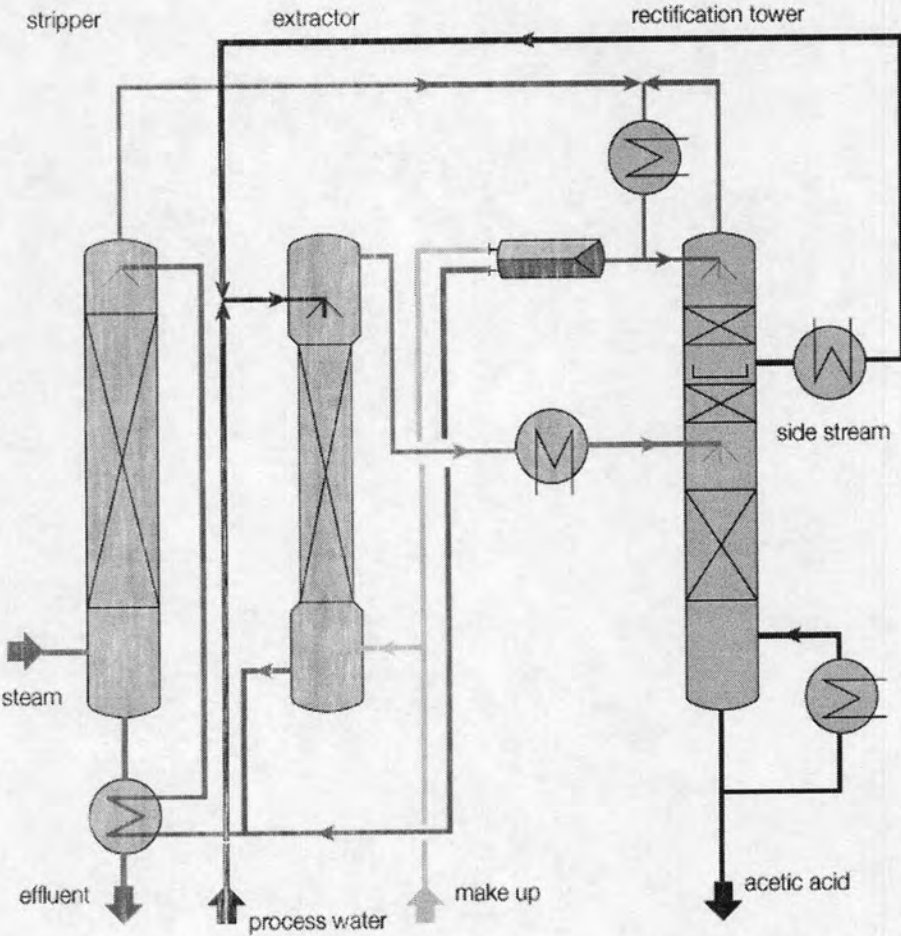 stripper
extractor
rectification tower
side stream
steam
effluent
process water
make up
acetic acid